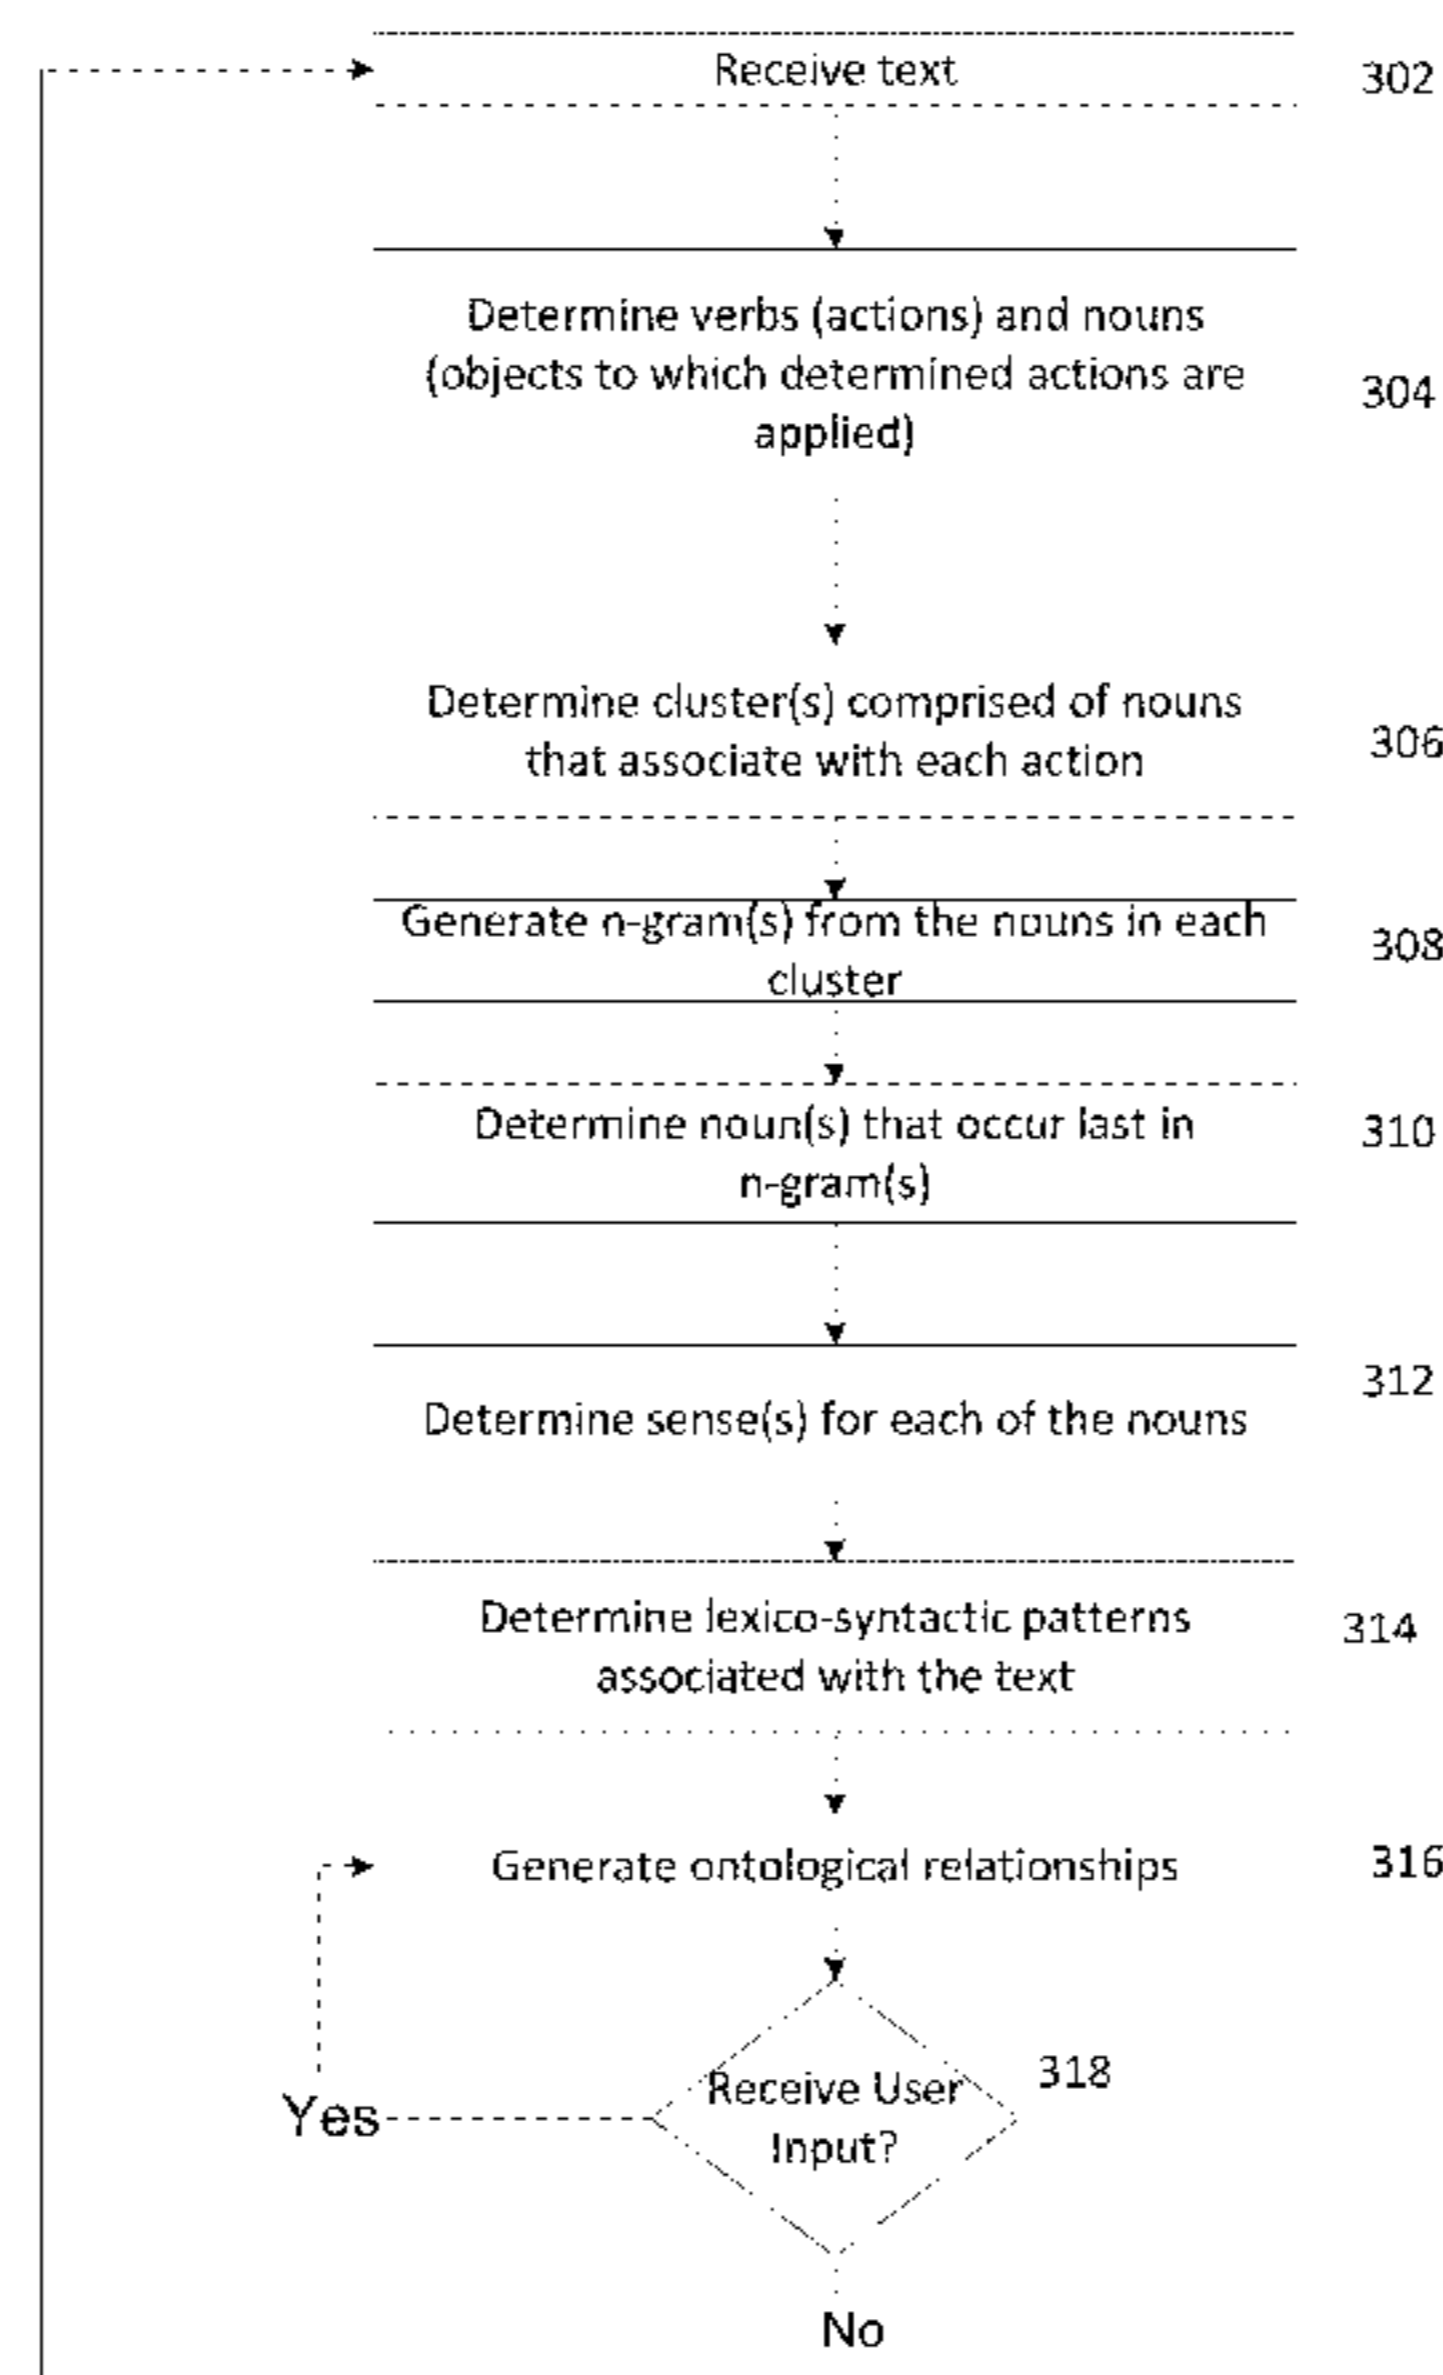 Receive text
302
Determine verbs (actions) and nouns
(objects to which determined actions are
applied)
304
Determine cluster(s) comprised of nouns
that associate with each action
306
Generate n-gram(s) from the nouns in each
cluster
308
Determine noun(s) that occur last in
n-gram(s)
310
312
Determine sense(s) for each of the nouns
Determine lexico-syntactic patterns
associated with the text
314
Generate ontological relationships
316
Receive User
Input?
318
Yes
No